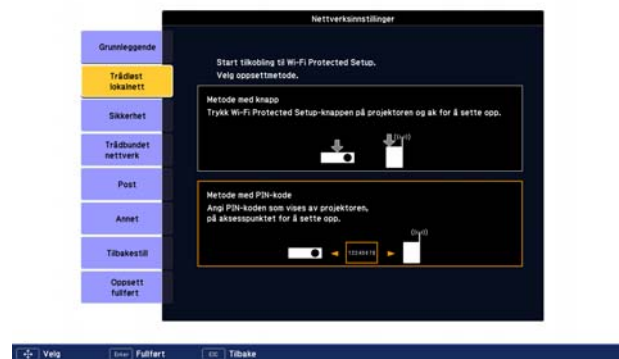 Nettverksinnstillinger
Grunnleggende
Trådløst
lokalnett
Sikkerhet
Trådbundet
nettverk
Post
Annet
Tilbakestill
Oppsett
fullført
Start tilkobling til Wi-Fi Protected Setup.
Velg oppsettmetode.
Metode med knapp
Trykk Wi-Fi Protected Setup-knappen på projektoren og ak for å sette opp.
Metode med PIN-kode
Angi PIN-koden som vises av projektoren,
på aksesspunktet for å sette opp.
12345678
Velg Enter Fullført Esc Tilbake